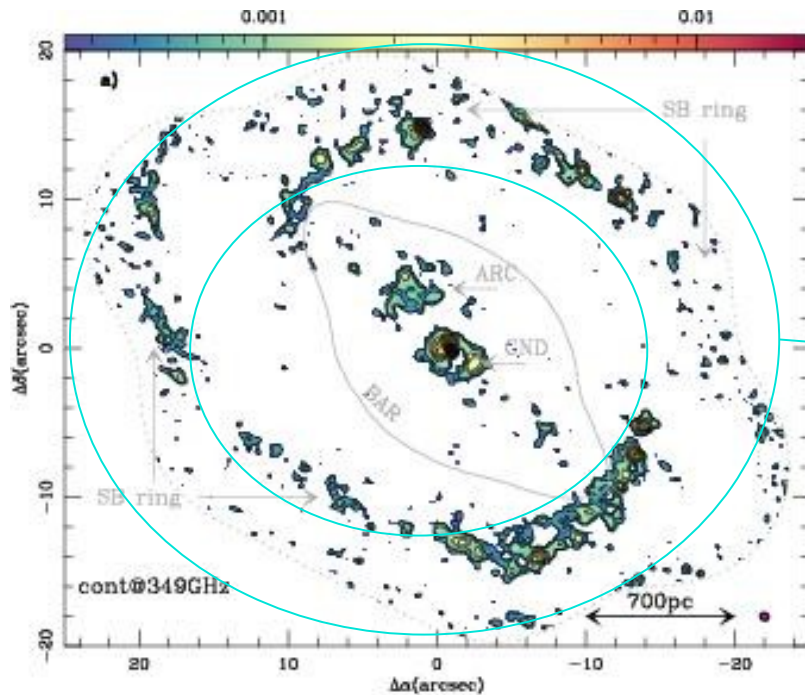 0.001 0.01
a)
SB ring
ARC
CND
BAR
SB ring
cont@349GHz
700pc
20
10
0
-10
-20
20 10 0 -10 -20
Δδ(arcsec)
Δα(arcsec)